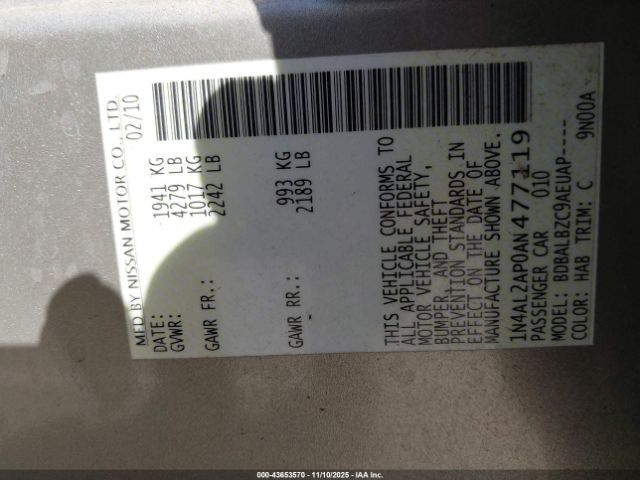 MFD BY NISSAN MOTOR CO., LTD.
DATE: 02/10
GVWR: 1941 KG
4279 LB
GAWR FR.: 1017 KG
2242 LB
GAWR RR.: 993 KG
2189 LB
THIS VEHICLE CONFORMS TO
ALL APPLICABLE FEDERAL
MOTOR VEHICLE SAFETY,
BUMPER, AND THEFT
PREVENTION STANDARDS IN
EFFECT ON THE DATE OF
MANUFACTURE SHOWN ABOVE.
1N4AL2AP0AN477119
PASSENGER CAR 010
MODEL: BDBALBZC9AEUAP----
COLOR: HAB TRIM: C 9N00A
000-43653570 - 11/10/2025 - IAA Inc.